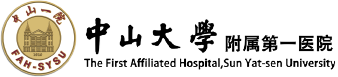 中山一院
FAH-SYSU
中山大學 附属第一医院
The First Affiliated Hospital,Sun Yat-sen University